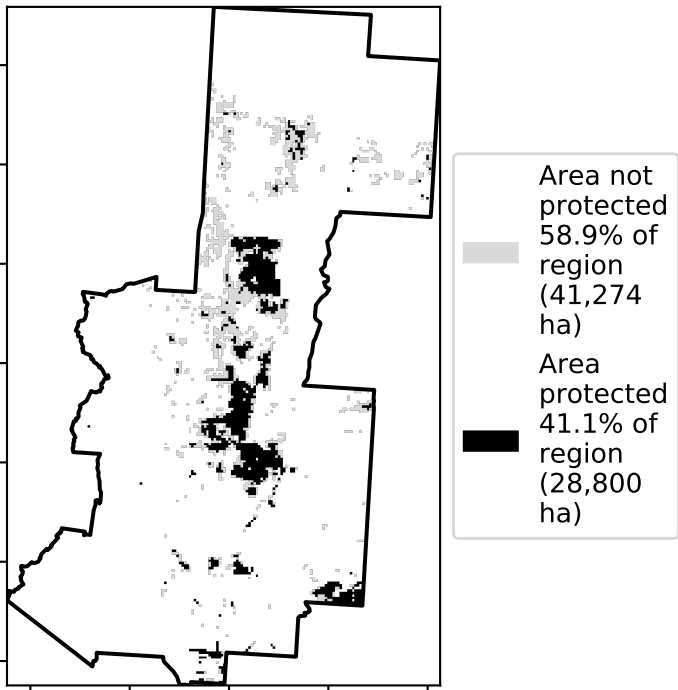 Area not
protected
58.9% of
region
(41,274
ha)
Area
protected
41.1% of
region
(28,800
ha)